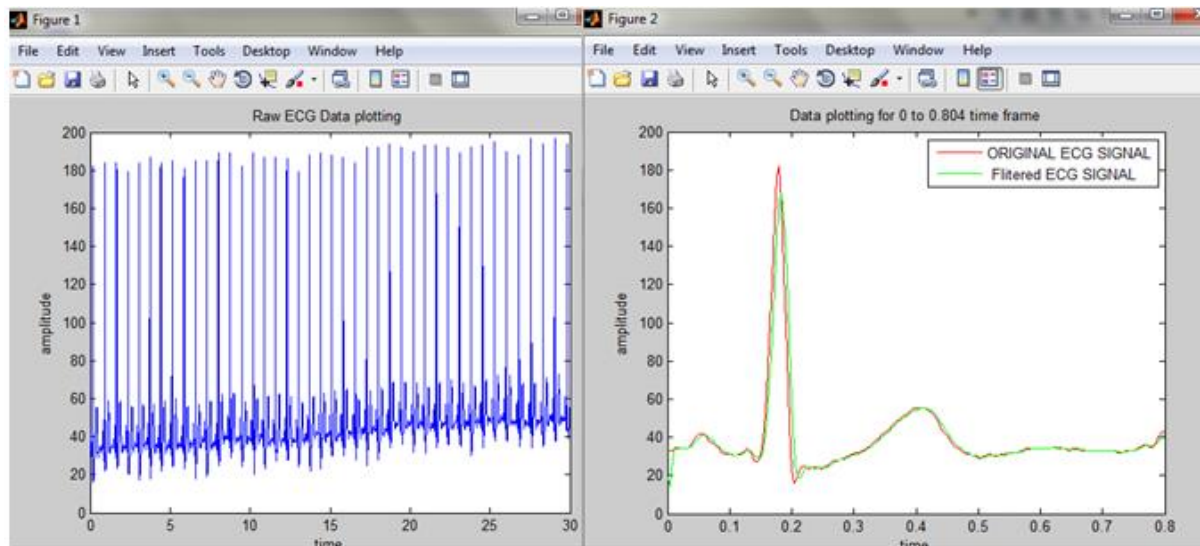 Figure 1
File Edit View Insert Tools Desktop Window Help
Raw ECG Data plotting
200
180
160
140
120
100
80
60
40
20
0
amplitude
0 5 10 15 20 25 30
time
Figure 2
File Edit View Insert Tools Desktop Window Help
Data plotting for 0 to 0.804 time frame
ORIGINAL ECG SIGNAL
Flitered ECG SIGNAL
200
180
160
140
120
100
80
60
40
20
0
amplitude
0 0.1 0.2 0.3 0.4 0.5 0.6 0.7 0.8
time